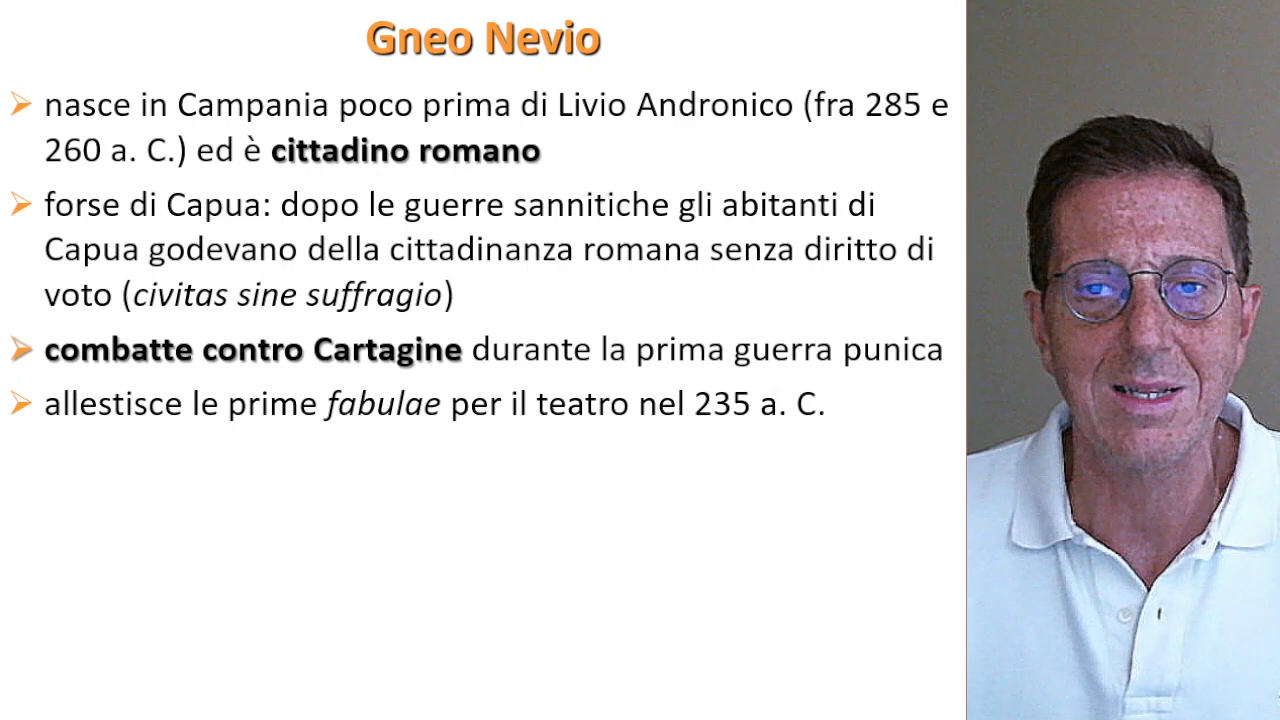 Gneo Nevio
nasce in Campania poco prima di Livio Andronico (fra 285 e
260 a. C.) ed è cittadino romano
forse di Capua: dopo le guerre sannitiche gli abitanti di
Capua godevano della cittadinanza romana senza diritto di
voto (civitas sine suffragio)
combatte contro Cartagine durante la prima guerra punica
allestisce le prime fabulae per il teatro nel 235 a. C.